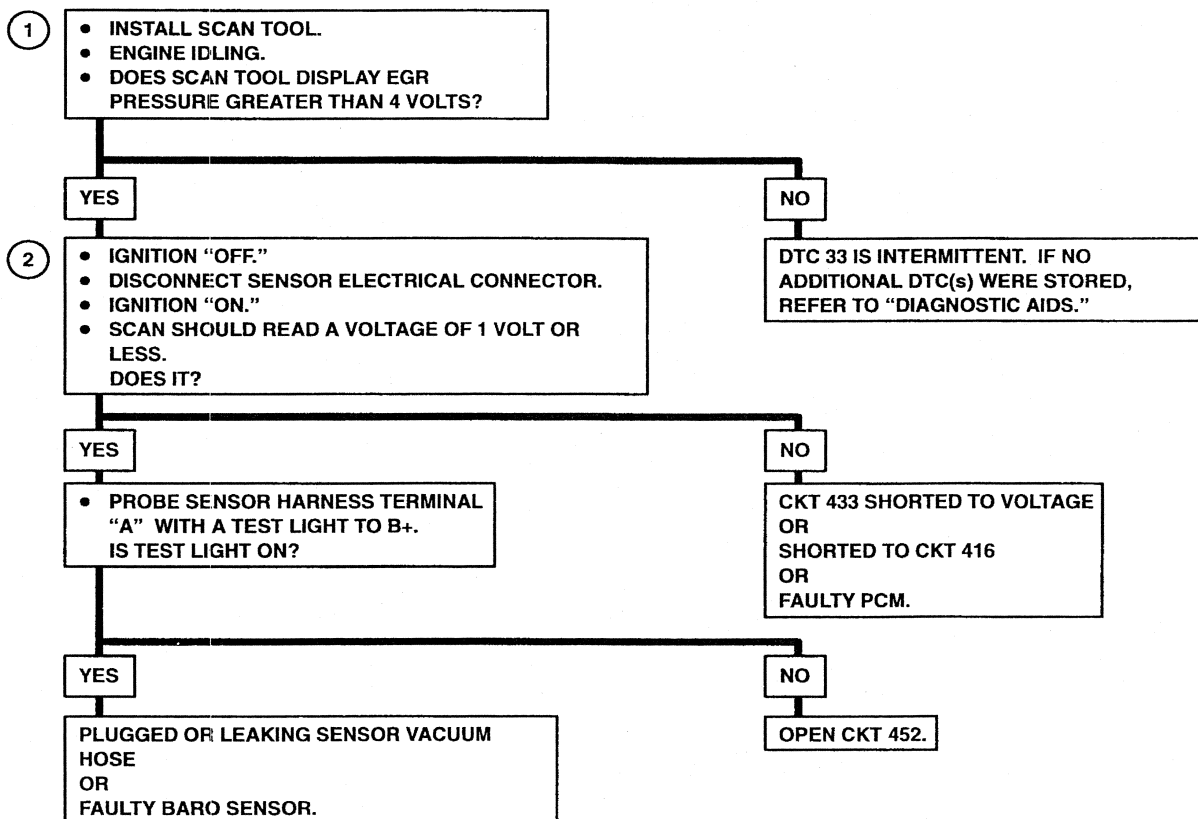 1
• INSTALL SCAN TOOL.
• ENGINE IDLING.
• DOES SCAN TOOL DISPLAY EGR
PRESSURE GREATER THAN 4 VOLTS?
YES
NO
2
• IGNITION “OFF.”
• DISCONNECT SENSOR ELECTRICAL CONNECTOR.
• IGNITION “ON.”
• SCAN SHOULD READ A VOLTAGE OF 1 VOLT OR
LESS.
DOES IT?
DTC 33 IS INTERMITTENT. IF NO
ADDITIONAL DTC(s) WERE STORED,
REFER TO “DIAGNOSTIC AIDS.”
YES
NO
• PROBE SENSOR HARNESS TERMINAL
“A” WITH A TEST LIGHT TO B+.
IS TEST LIGHT ON?
CKT 433 SHORTED TO VOLTAGE
OR
SHORTED TO CKT 416
OR
FAULTY PCM.
YES
NO
PLUGGED OR LEAKING SENSOR VACUUM
HOSE
OR
FAULTY BARO SENSOR.
OPEN CKT 452.